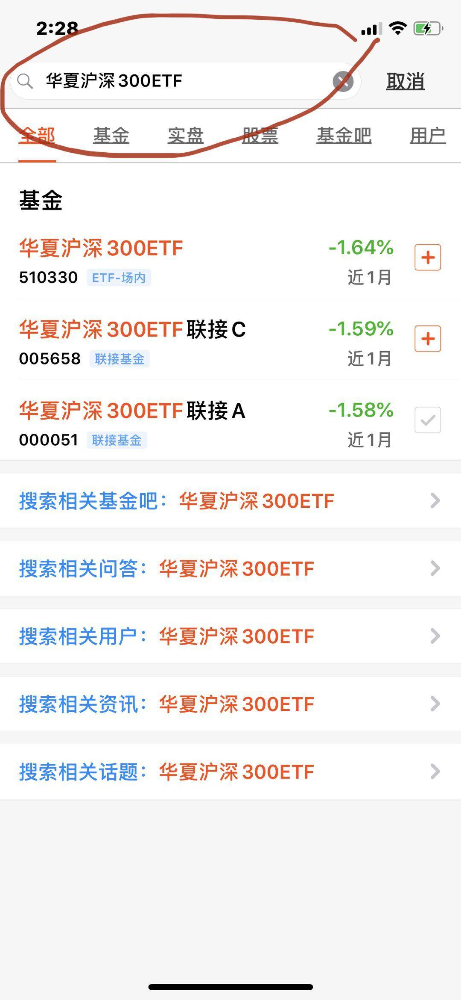 2:28
华夏沪深300ETF
取消
全部 基金 实盘 股票 基金吧 用户
基金
华夏沪深300ETF -1.64%
510330 ETF-场内 近1月
华夏沪深300ETF联接C -1.59%
005658 联接基金 近1月
华夏沪深300ETF联接A -1.58%
000051 联接基金 近1月
搜索相关基金吧：华夏沪深300ETF
搜索相关问答：华夏沪深300ETF
搜索相关用户：华夏沪深300ETF
搜索相关资讯：华夏沪深300ETF
搜索相关话题：华夏沪深300ETF